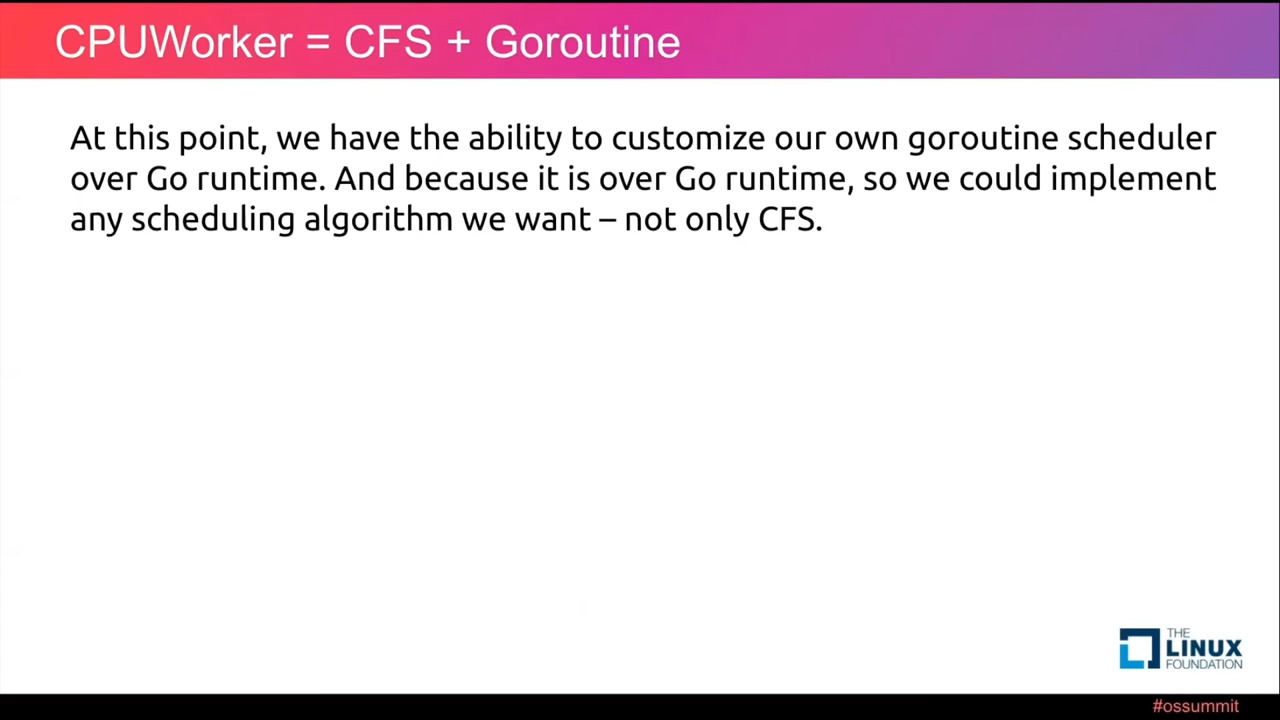 CPUWorker = CFS + Goroutine
At this point, we have the ability to customize our own goroutine scheduler
over Go runtime. And because it is over Go runtime, so we could implement
any scheduling algorithm we want – not only CFS.
THE
LINUX
FOUNDATION
#ossummit